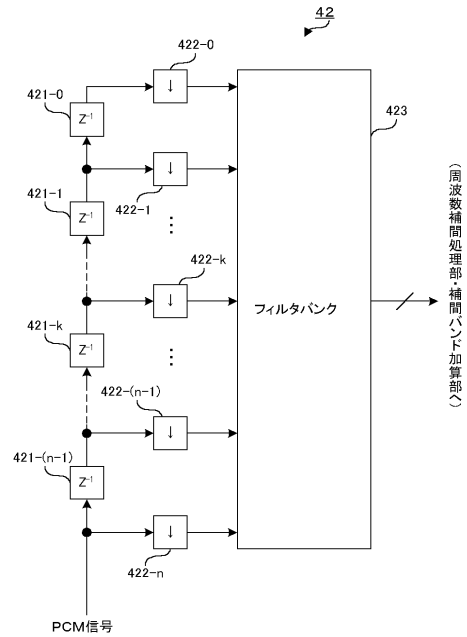 42
422-0
421-0
Z⁻¹
↓
423
421-1
Z⁻¹
↓
422-1
⋮
422-k
↓
フィルタバンク
(周波数補間処理部・補間バンド加算部へ)
421-k
Z⁻¹
⋮
422-(n-1)
↓
421-(n-1)
Z⁻¹
↓
422-n
PCM信号